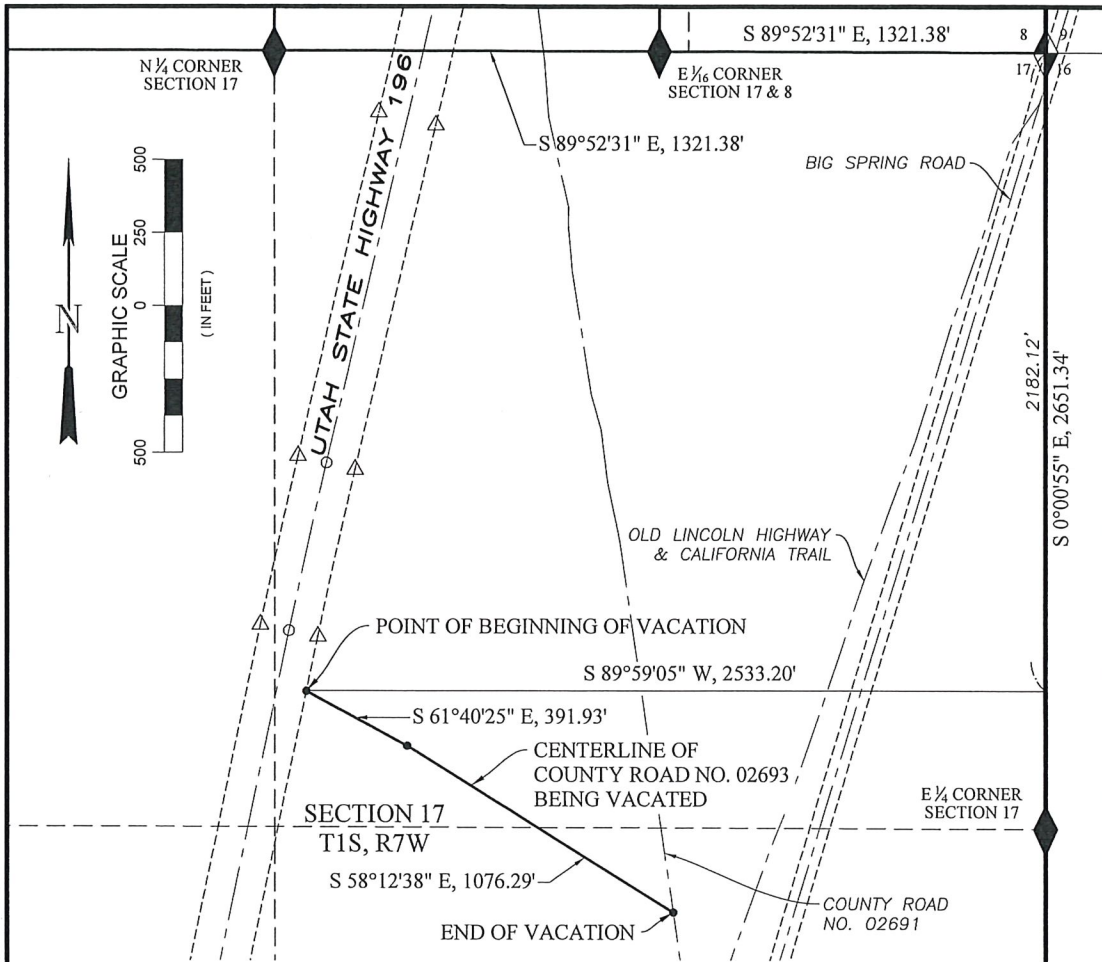 S 89°52'31" E, 1321.38'
8
9
17
16
N ¼ CORNER
SECTION 17
E ⅟16 CORNER
SECTION 17 & 8
S 89°52'31" E, 1321.38'
UTAH STATE HIGHWAY 196
BIG SPRING ROAD
500
250
0
500
GRAPHIC SCALE
( IN FEET )
N
2182.12'
S 0°00'55" E, 2651.34'
OLD LINCOLN HIGHWAY
& CALIFORNIA TRAIL
POINT OF BEGINNING OF VACATION
S 89°59'05" W, 2533.20'
S 61°40'25" E, 391.93'
CENTERLINE OF
COUNTY ROAD NO. 02693
BEING VACATED
SECTION 17
T1S, R7W
E ¼ CORNER
SECTION 17
S 58°12'38" E, 1076.29'
END OF VACATION
COUNTY ROAD
NO. 02691